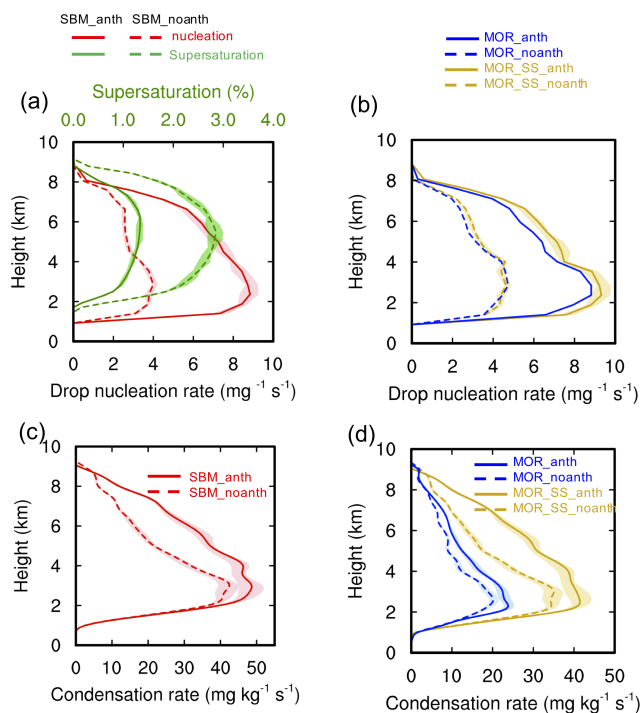 SBM_anth SBM_noanth
nucleation
Supersaturation
MOR_anth
MOR_noanth
MOR_SS_anth
MOR_SS_noanth
(a)
Supersaturation (%)
0.0 1.0 2.0 3.0 4.0
10
8
6
4
2
0
Height (km)
0 2 4 6 8 10
Drop nucleation rate (mg -1 s-1)
(b)
10
8
6
4
2
0
Height (km)
0 2 4 6 8 10
Drop nucleation rate (mg -1 s-1)
(c)
SBM_anth
SBM_noanth
10
8
6
4
2
0
Height (km)
0 10 20 30 40 50
Condensation rate (mg kg-1 s-1)
(d)
MOR_anth
MOR_noanth
MOR_SS_anth
MOR_SS_noanth
10
8
6
4
2
0
Height (km)
0 10 20 30 40 50
Condensation rate (mg kg-1 s-1)